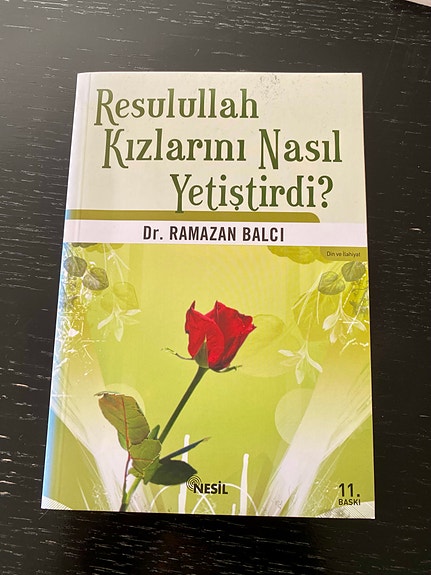 Resulullah
Kızlarını Nasıl
Yetiştirdi?
Dr. RAMAZAN BALCI
Din ve İlahiyat
NESİL
11.
BASKI